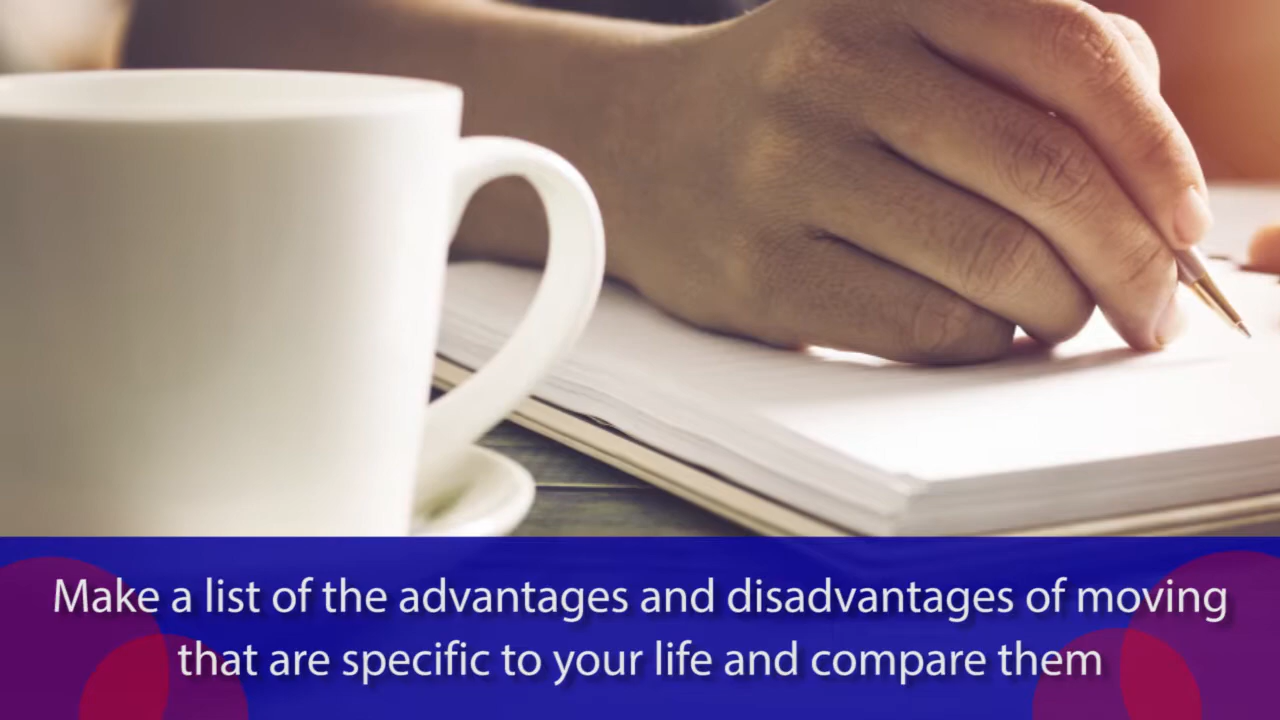 Make a list of the advantages and disadvantages of moving
that are specific to your life and compare them